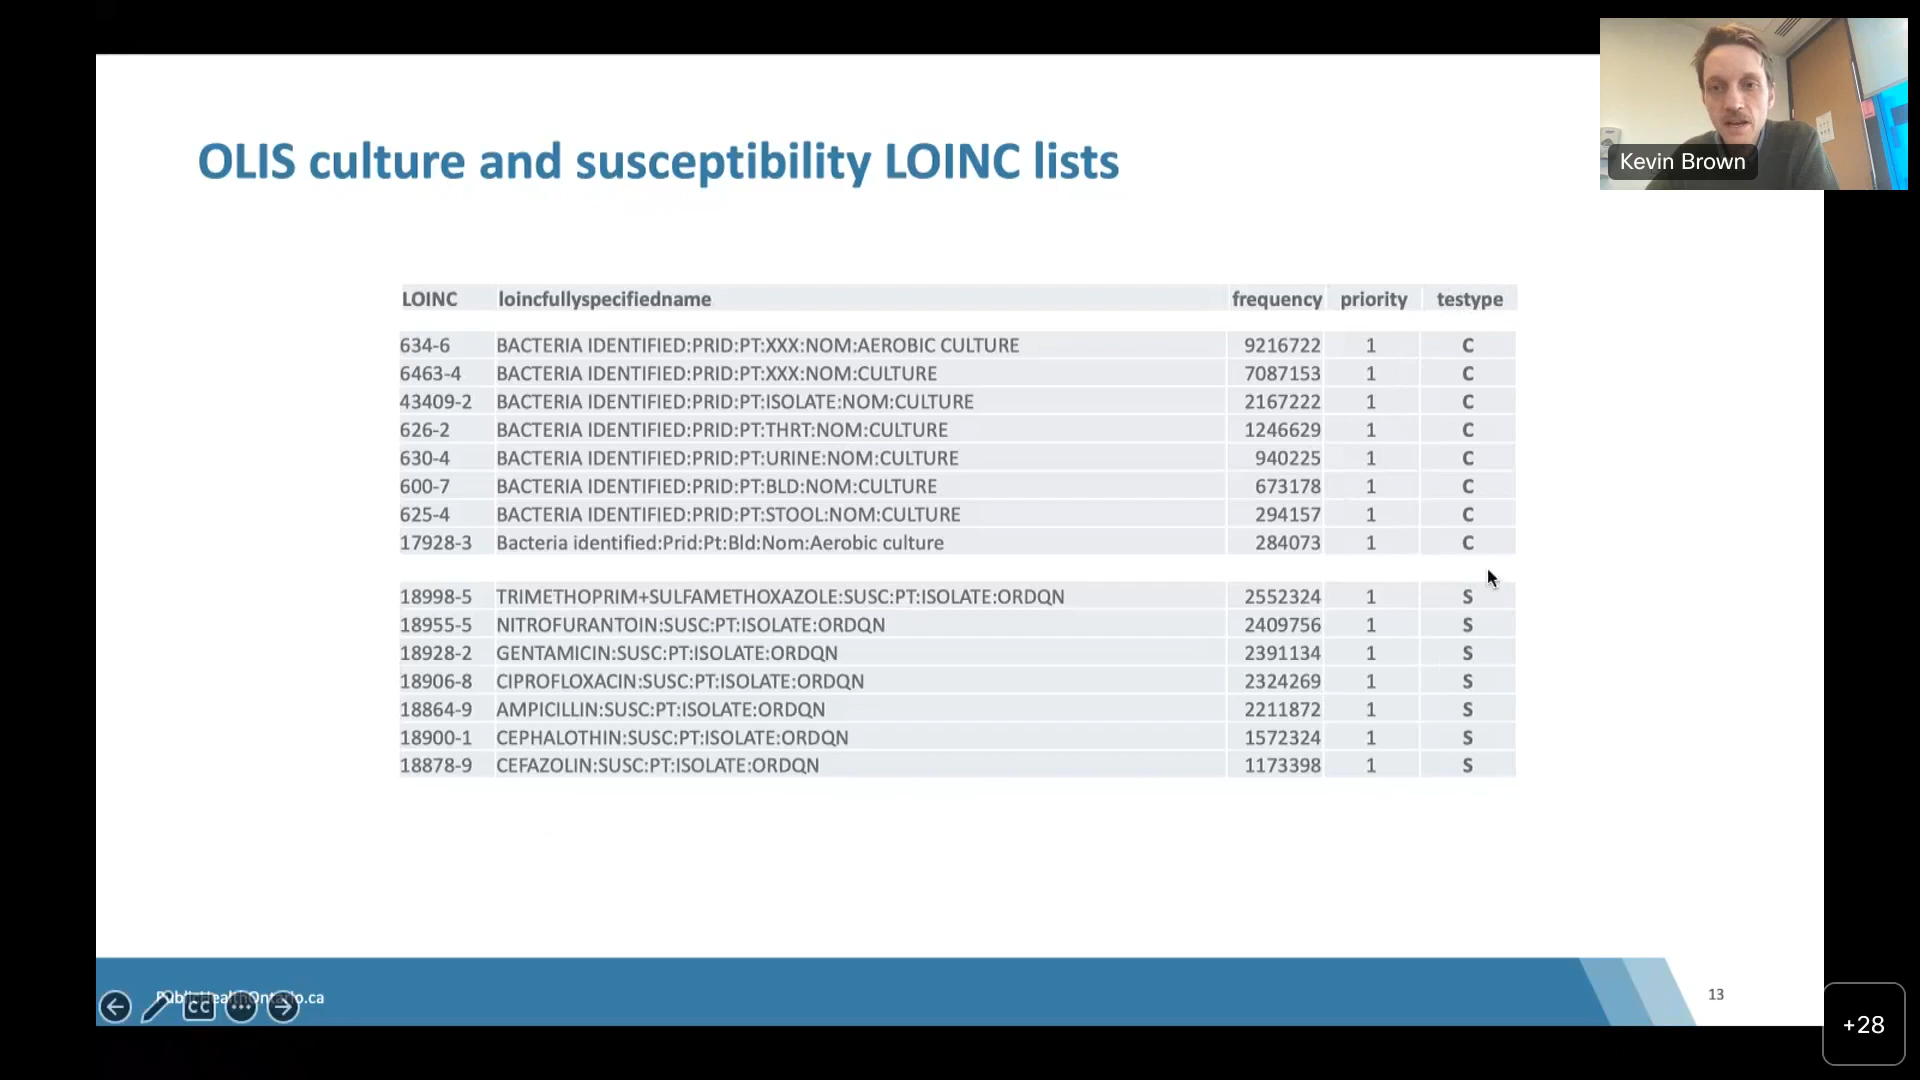 Kevin Brown
OLIS culture and susceptibility LOINC lists
LOINC loincfullyspecifiedname frequency priority testype
634-6 BACTERIA IDENTIFIED:PRID:PT:XXX:NOM:AEROBIC CULTURE 9216722 1 C
6463-4 BACTERIA IDENTIFIED:PRID:PT:XXX:NOM:CULTURE 7087153 1 C
43409-2 BACTERIA IDENTIFIED:PRID:PT:ISOLATE:NOM:CULTURE 2167222 1 C
626-2 BACTERIA IDENTIFIED:PRID:PT:THRT:NOM:CULTURE 1246629 1 C
630-4 BACTERIA IDENTIFIED:PRID:PT:URINE:NOM:CULTURE 940225 1 C
600-7 BACTERIA IDENTIFIED:PRID:PT:BLD:NOM:CULTURE 673178 1 C
625-4 BACTERIA IDENTIFIED:PRID:PT:STOOL:NOM:CULTURE 294157 1 C
17928-3 Bacteria identified:Prid:Pt:Bld:Nom:Aerobic culture 284073 1 C
18998-5 TRIMETHOPRIM+SULFAMETHOXAZOLE:SUSC:PT:ISOLATE:ORDQN 2552324 1 S
18955-5 NITROFURANTOIN:SUSC:PT:ISOLATE:ORDQN 2409756 1 S
18928-2 GENTAMICIN:SUSC:PT:ISOLATE:ORDQN 2391134 1 S
18906-8 CIPROFLOXACIN:SUSC:PT:ISOLATE:ORDQN 2324269 1 S
18864-9 AMPICILLIN:SUSC:PT:ISOLATE:ORDQN 2211872 1 S
18900-1 CEPHALOTHIN:SUSC:PT:ISOLATE:ORDQN 1572324 1 S
18878-9 CEFAZOLIN:SUSC:PT:ISOLATE:ORDQN 1173398 1 S
PublicHealthOntario.ca
CC
13
+28